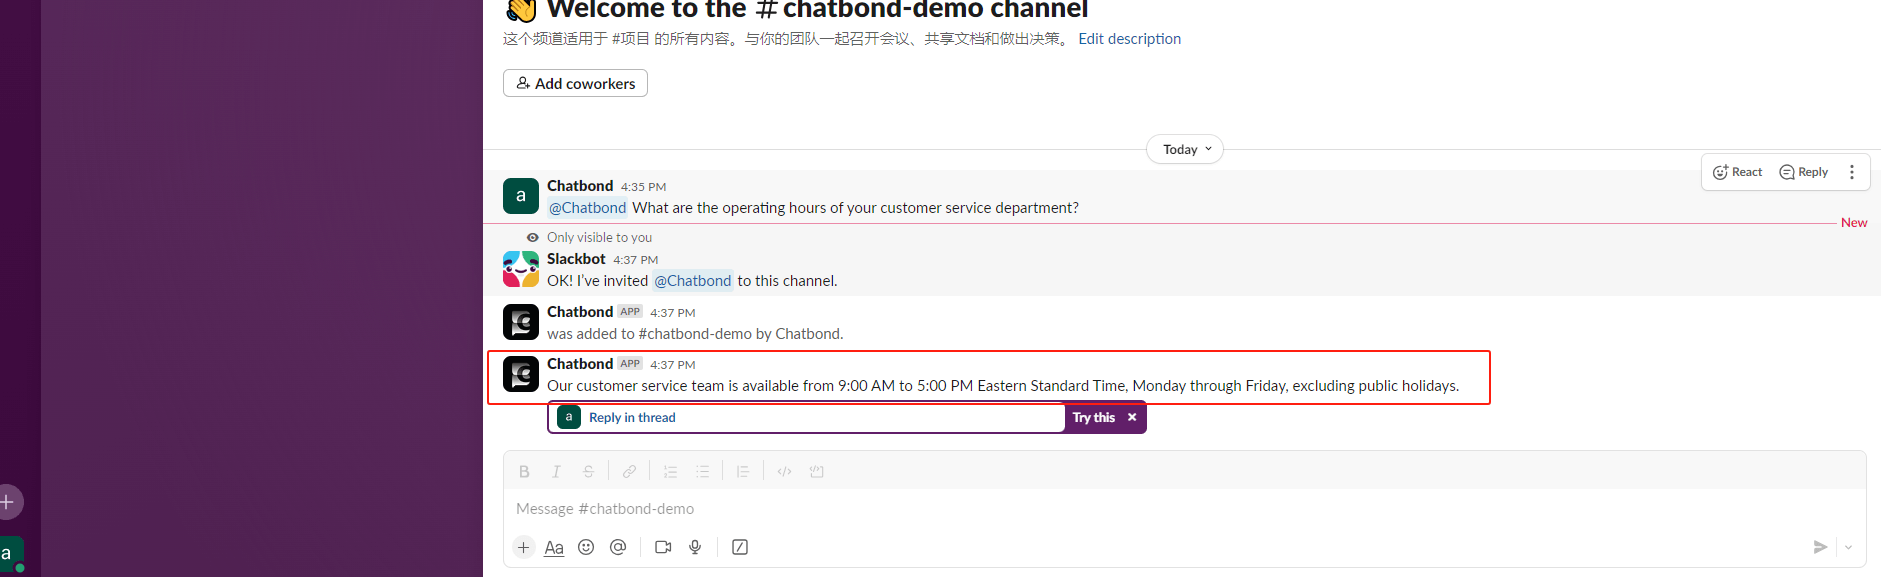 Welcome to the #chatbond-demo channel
这个频道适用于 #项目 的所有内容。与你的团队一起召开会议、共享文档和做出决策。 Edit description
Add coworkers
Today
React Reply
a
Chatbond 4:35 PM
@Chatbond What are the operating hours of your customer service department?
New
Only visible to you
Slackbot 4:37 PM
OK! I’ve invited @Chatbond to this channel.
Chatbond APP 4:37 PM
was added to #chatbond-demo by Chatbond.
Chatbond APP 4:37 PM
Our customer service team is available from 9:00 AM to 5:00 PM Eastern Standard Time, Monday through Friday, excluding public holidays.
a Reply in thread Try this
B I S
Message #chatbond-demo
Aa
a